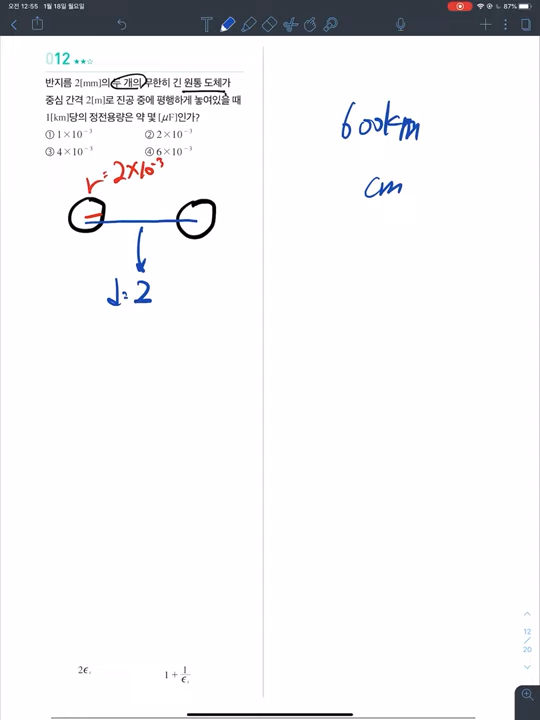 오전 12:55 1월 18일 월요일
87%
012 ★★☆
반지름 2[mm]의 두 개의 무한히 긴 원통 도체가
중심 간격 2[m]로 진공 중에 평행하게 놓여있을 때
1[km]당의 정전용량은 약 몇 [μF]인가?
① 1×10⁻³ ② 2×10⁻³
③ 4×10⁻³ ④ 6×10⁻³
r=2×10⁻³
d=2
600km
cm
12
/
20
2ϵ, 1+1/ϵ,